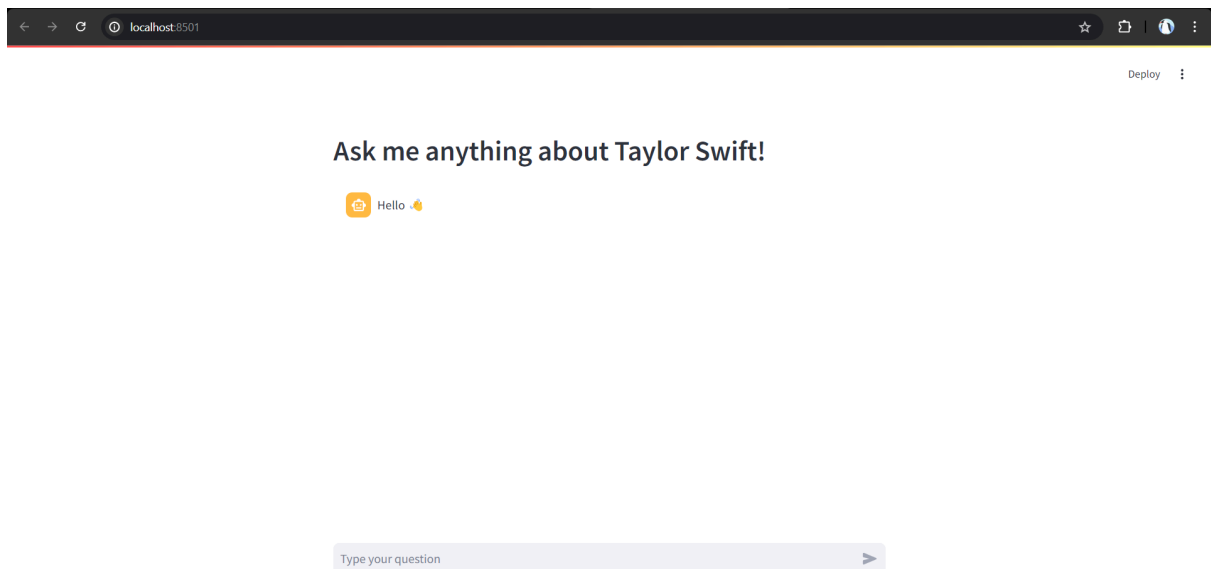 localhost:8501
Deploy
Ask me anything about Taylor Swift!
Hello 👋
Type your question